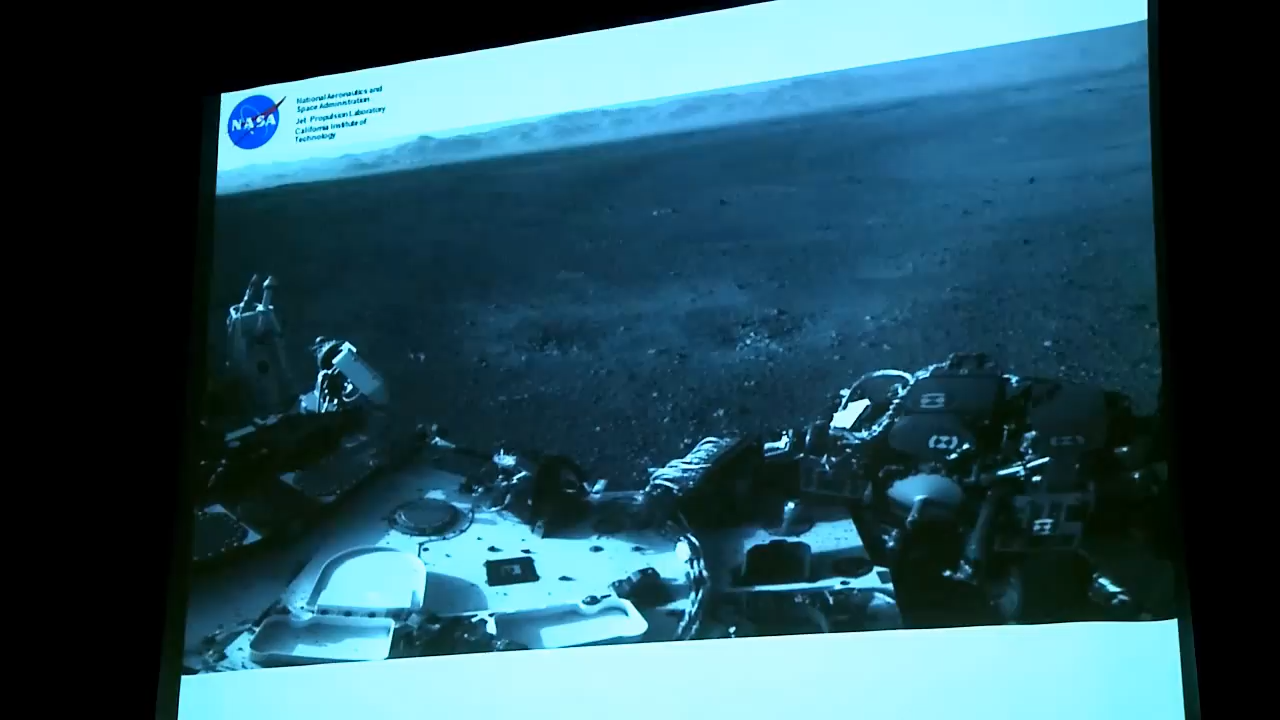 NASA
National Aeronautics and
Space Administration
Jet Propulsion Laboratory
California Institute of
Technology